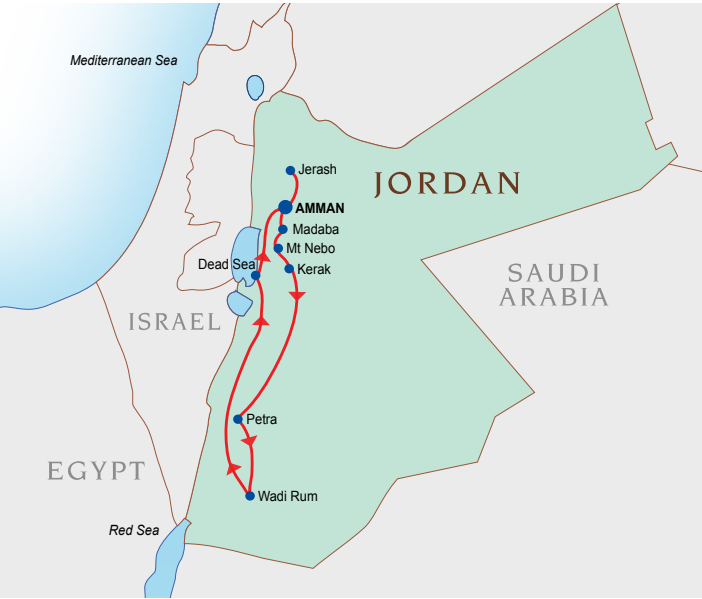 Mediterranean Sea
Jerash
JORDAN
AMMAN
Madaba
Mt Nebo
Dead Sea
Kerak
SAUDI
ARABIA
ISRAEL
Petra
EGYPT
Wadi Rum
Red Sea